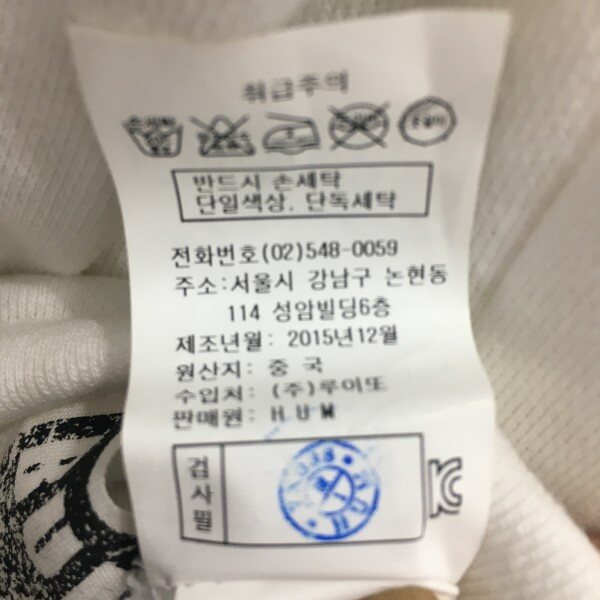 취급주의
반드시 손세탁
단일색상. 단독세탁
전화번호(02)548-0059
주소:서울시 강남구 논현동
114 성암빌딩6층
제조년월: 2015년12월
원산지: 중 국
수입처: (주)루이또
판매원: H U M
검사필